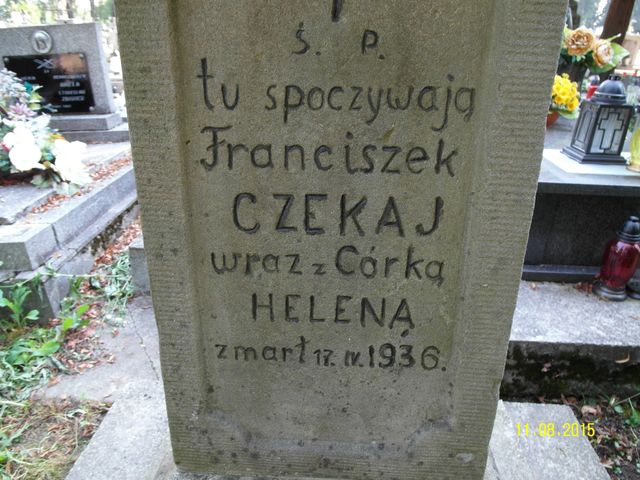 Ś. P.
tu spoczywają
Franciszek
CZEKAJ
wraz z Córką
HELENĄ
zmarł 17. IV. 1936.
11.08.2015